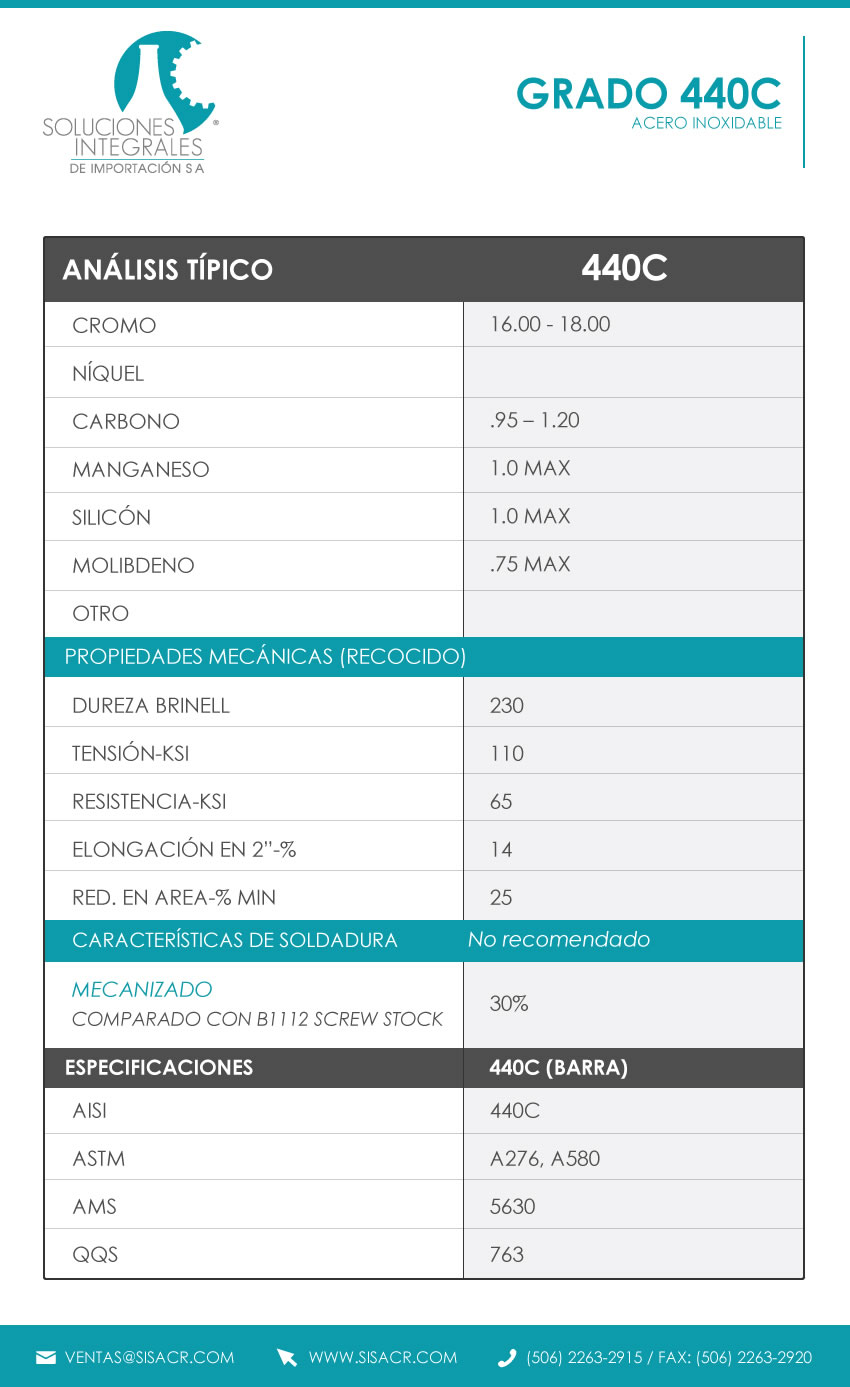 SOLUCIONES
INTEGRALES
DE IMPORTACIÓN S A
®
GRADO 440C
ACERO INOXIDABLE
ANÁLISIS TÍPICO 440C
CROMO 16.00 - 18.00
NÍQUEL
CARBONO .95 – 1.20
MANGANESO 1.0 MAX
SILICÓN 1.0 MAX
MOLIBDENO .75 MAX
OTRO
PROPIEDADES MECÁNICAS (RECOCIDO)
DUREZA BRINELL 230
TENSIÓN-KSI 110
RESISTENCIA-KSI 65
ELONGACIÓN EN 2”-% 14
RED. EN AREA-% MIN 25
CARACTERÍSTICAS DE SOLDADURA No recomendado
MECANIZADO
COMPARADO CON B1112 SCREW STOCK 30%
ESPECIFICACIONES 440C (BARRA)
AISI 440C
ASTM A276, A580
AMS 5630
QQS 763
VENTAS@SISACR.COM WWW.SISACR.COM (506) 2263-2915 / FAX: (506) 2263-2920